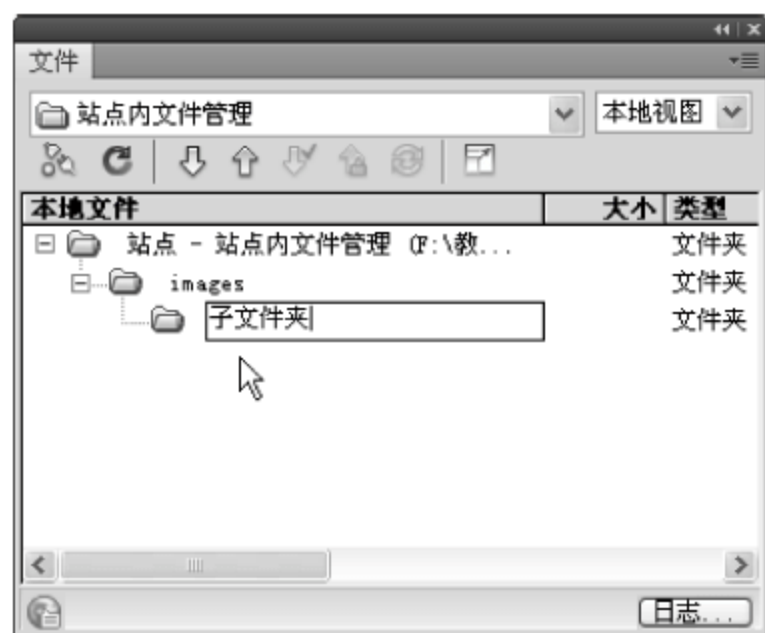 文件
站点内文件管理 本地视图
本地文件 大小 类型
站点 - 站点内文件管理 (F:\教... 文件夹
images 文件夹
子文件夹 文件夹
日志...